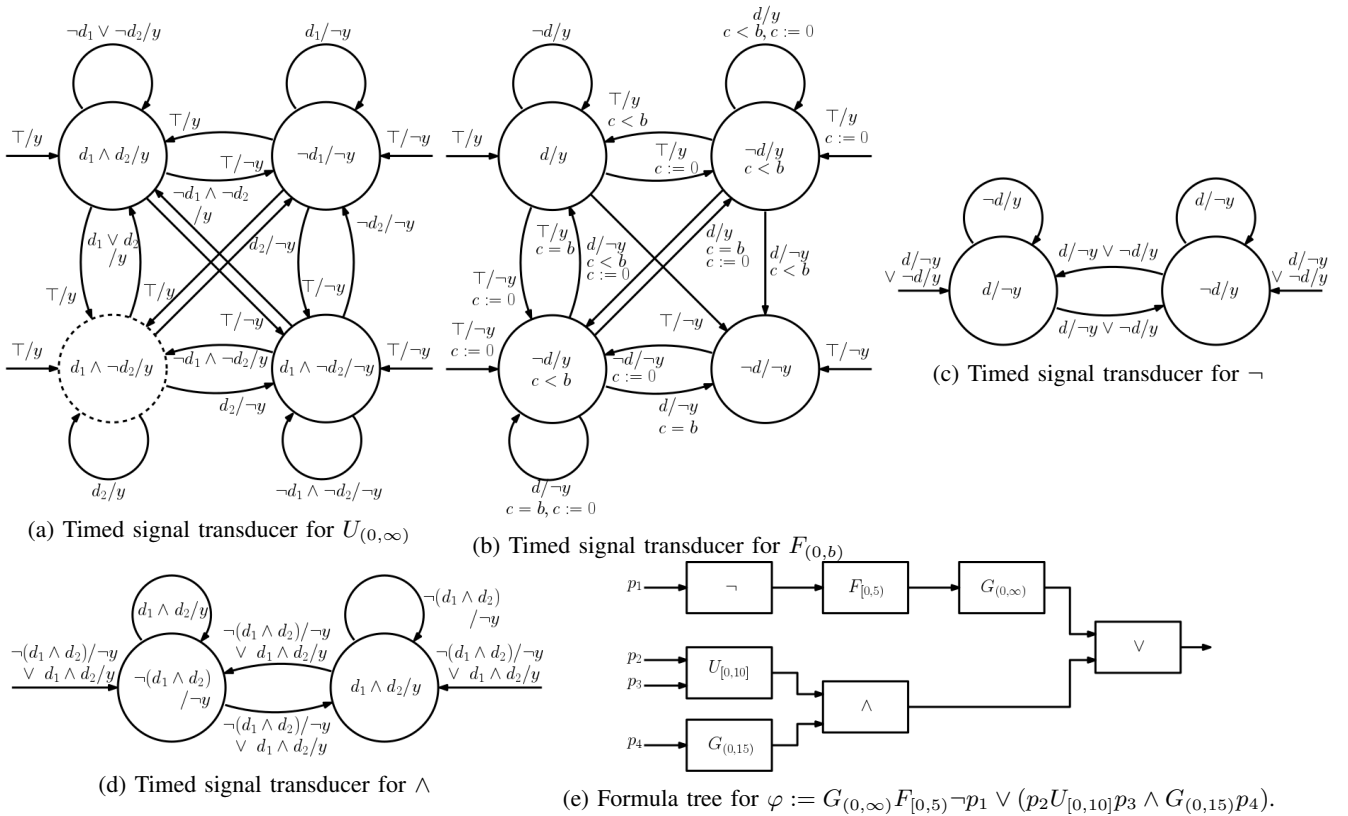 ¬d₁ ∨ ¬d₂/y
d₁/¬y
⊤/y
d₁ ∧ d₂/y
⊤/y
⊤/¬y
¬d₁/¬y
⊤/¬y
¬d₁ ∧ ¬d₂
/y
d₁ ∨ d₂
/y
d₂/¬y
¬d₂/¬y
⊤/y
⊤/y
⊤/¬y
⊤/¬y
⊤/y
d₁ ∧ ¬d₂/y
¬d₁ ∧ ¬d₂/y
d₁ ∧ ¬d₂/¬y
⊤/¬y
d₂/¬y
d₂/y
¬d₁ ∧ ¬d₂/¬y
(a) Timed signal transducer for U₍₀,∞₎
¬d/y
d/y
c < b, c := 0
⊤/y
d/y
⊤/y
c < b
⊤/y
c := 0
¬d/y
c < b
⊤/y
c := 0
⊤/y
c = b
d/¬y
c < b
c := 0
d/y
c = b
c := 0
d/¬y
c < b
⊤/¬y
c := 0
⊤/¬y
⊤/¬y
c := 0
¬d/y
c < b
¬d/¬y
c := 0
¬d/¬y
⊤/¬y
d/¬y
c = b
d/¬y
c = b, c := 0
(b) Timed signal transducer for F₍₀,b₎
¬d/y
d/¬y
d/¬y
∨ ¬d/y
d/¬y
d/¬y ∨ ¬d/y
d/¬y ∨ ¬d/y
¬d/y
d/¬y
∨ ¬d/y
(c) Timed signal transducer for ¬
d₁ ∧ d₂/y
¬(d₁ ∧ d₂)
/¬y
¬(d₁ ∧ d₂)/¬y
∨ d₁ ∧ d₂/y
¬(d₁ ∧ d₂)
/¬y
¬(d₁ ∧ d₂)/¬y
∨ d₁ ∧ d₂/y
¬(d₁ ∧ d₂)/¬y
∨ d₁ ∧ d₂/y
d₁ ∧ d₂/y
¬(d₁ ∧ d₂)/¬y
∨ d₁ ∧ d₂/y
(d) Timed signal transducer for ∧
p₁
¬
F[0,5)
G(0,∞)
∨
p₂
p₃
U[0,10]
∧
p₄
G(0,15)
(e) Formula tree for φ := G(0,∞)F[0,5)¬p₁ ∨ (p₂U[0,10]p₃ ∧ G(0,15)p₄).